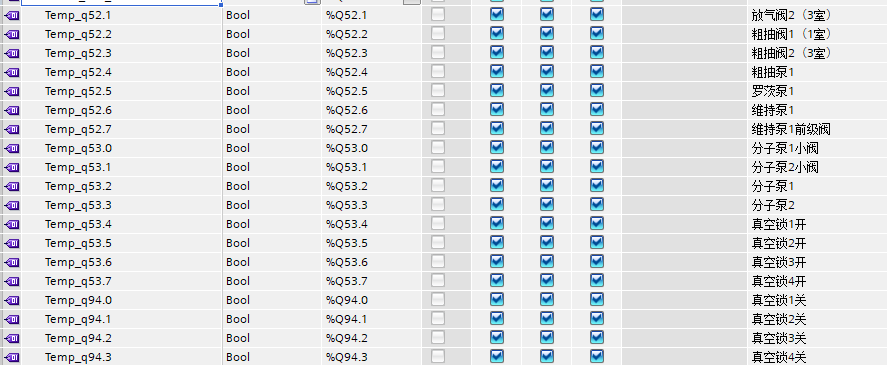 Temp_q52.1 Bool %Q52.1 放气阀2（3室）
Temp_q52.2 Bool %Q52.2 粗抽阀1（1室）
Temp_q52.3 Bool %Q52.3 粗抽阀2（3室）
Temp_q52.4 Bool %Q52.4 粗抽泵1
Temp_q52.5 Bool %Q52.5 罗茨泵1
Temp_q52.6 Bool %Q52.6 维持泵1
Temp_q52.7 Bool %Q52.7 维持泵1前级阀
Temp_q53.0 Bool %Q53.0 分子泵1小阀
Temp_q53.1 Bool %Q53.1 分子泵2小阀
Temp_q53.2 Bool %Q53.2 分子泵1
Temp_q53.3 Bool %Q53.3 分子泵2
Temp_q53.4 Bool %Q53.4 真空锁1开
Temp_q53.5 Bool %Q53.5 真空锁2开
Temp_q53.6 Bool %Q53.6 真空锁3开
Temp_q53.7 Bool %Q53.7 真空锁4开
Temp_q94.0 Bool %Q94.0 真空锁1关
Temp_q94.1 Bool %Q94.1 真空锁2关
Temp_q94.2 Bool %Q94.2 真空锁3关
Temp_q94.3 Bool %Q94.3 真空锁4关